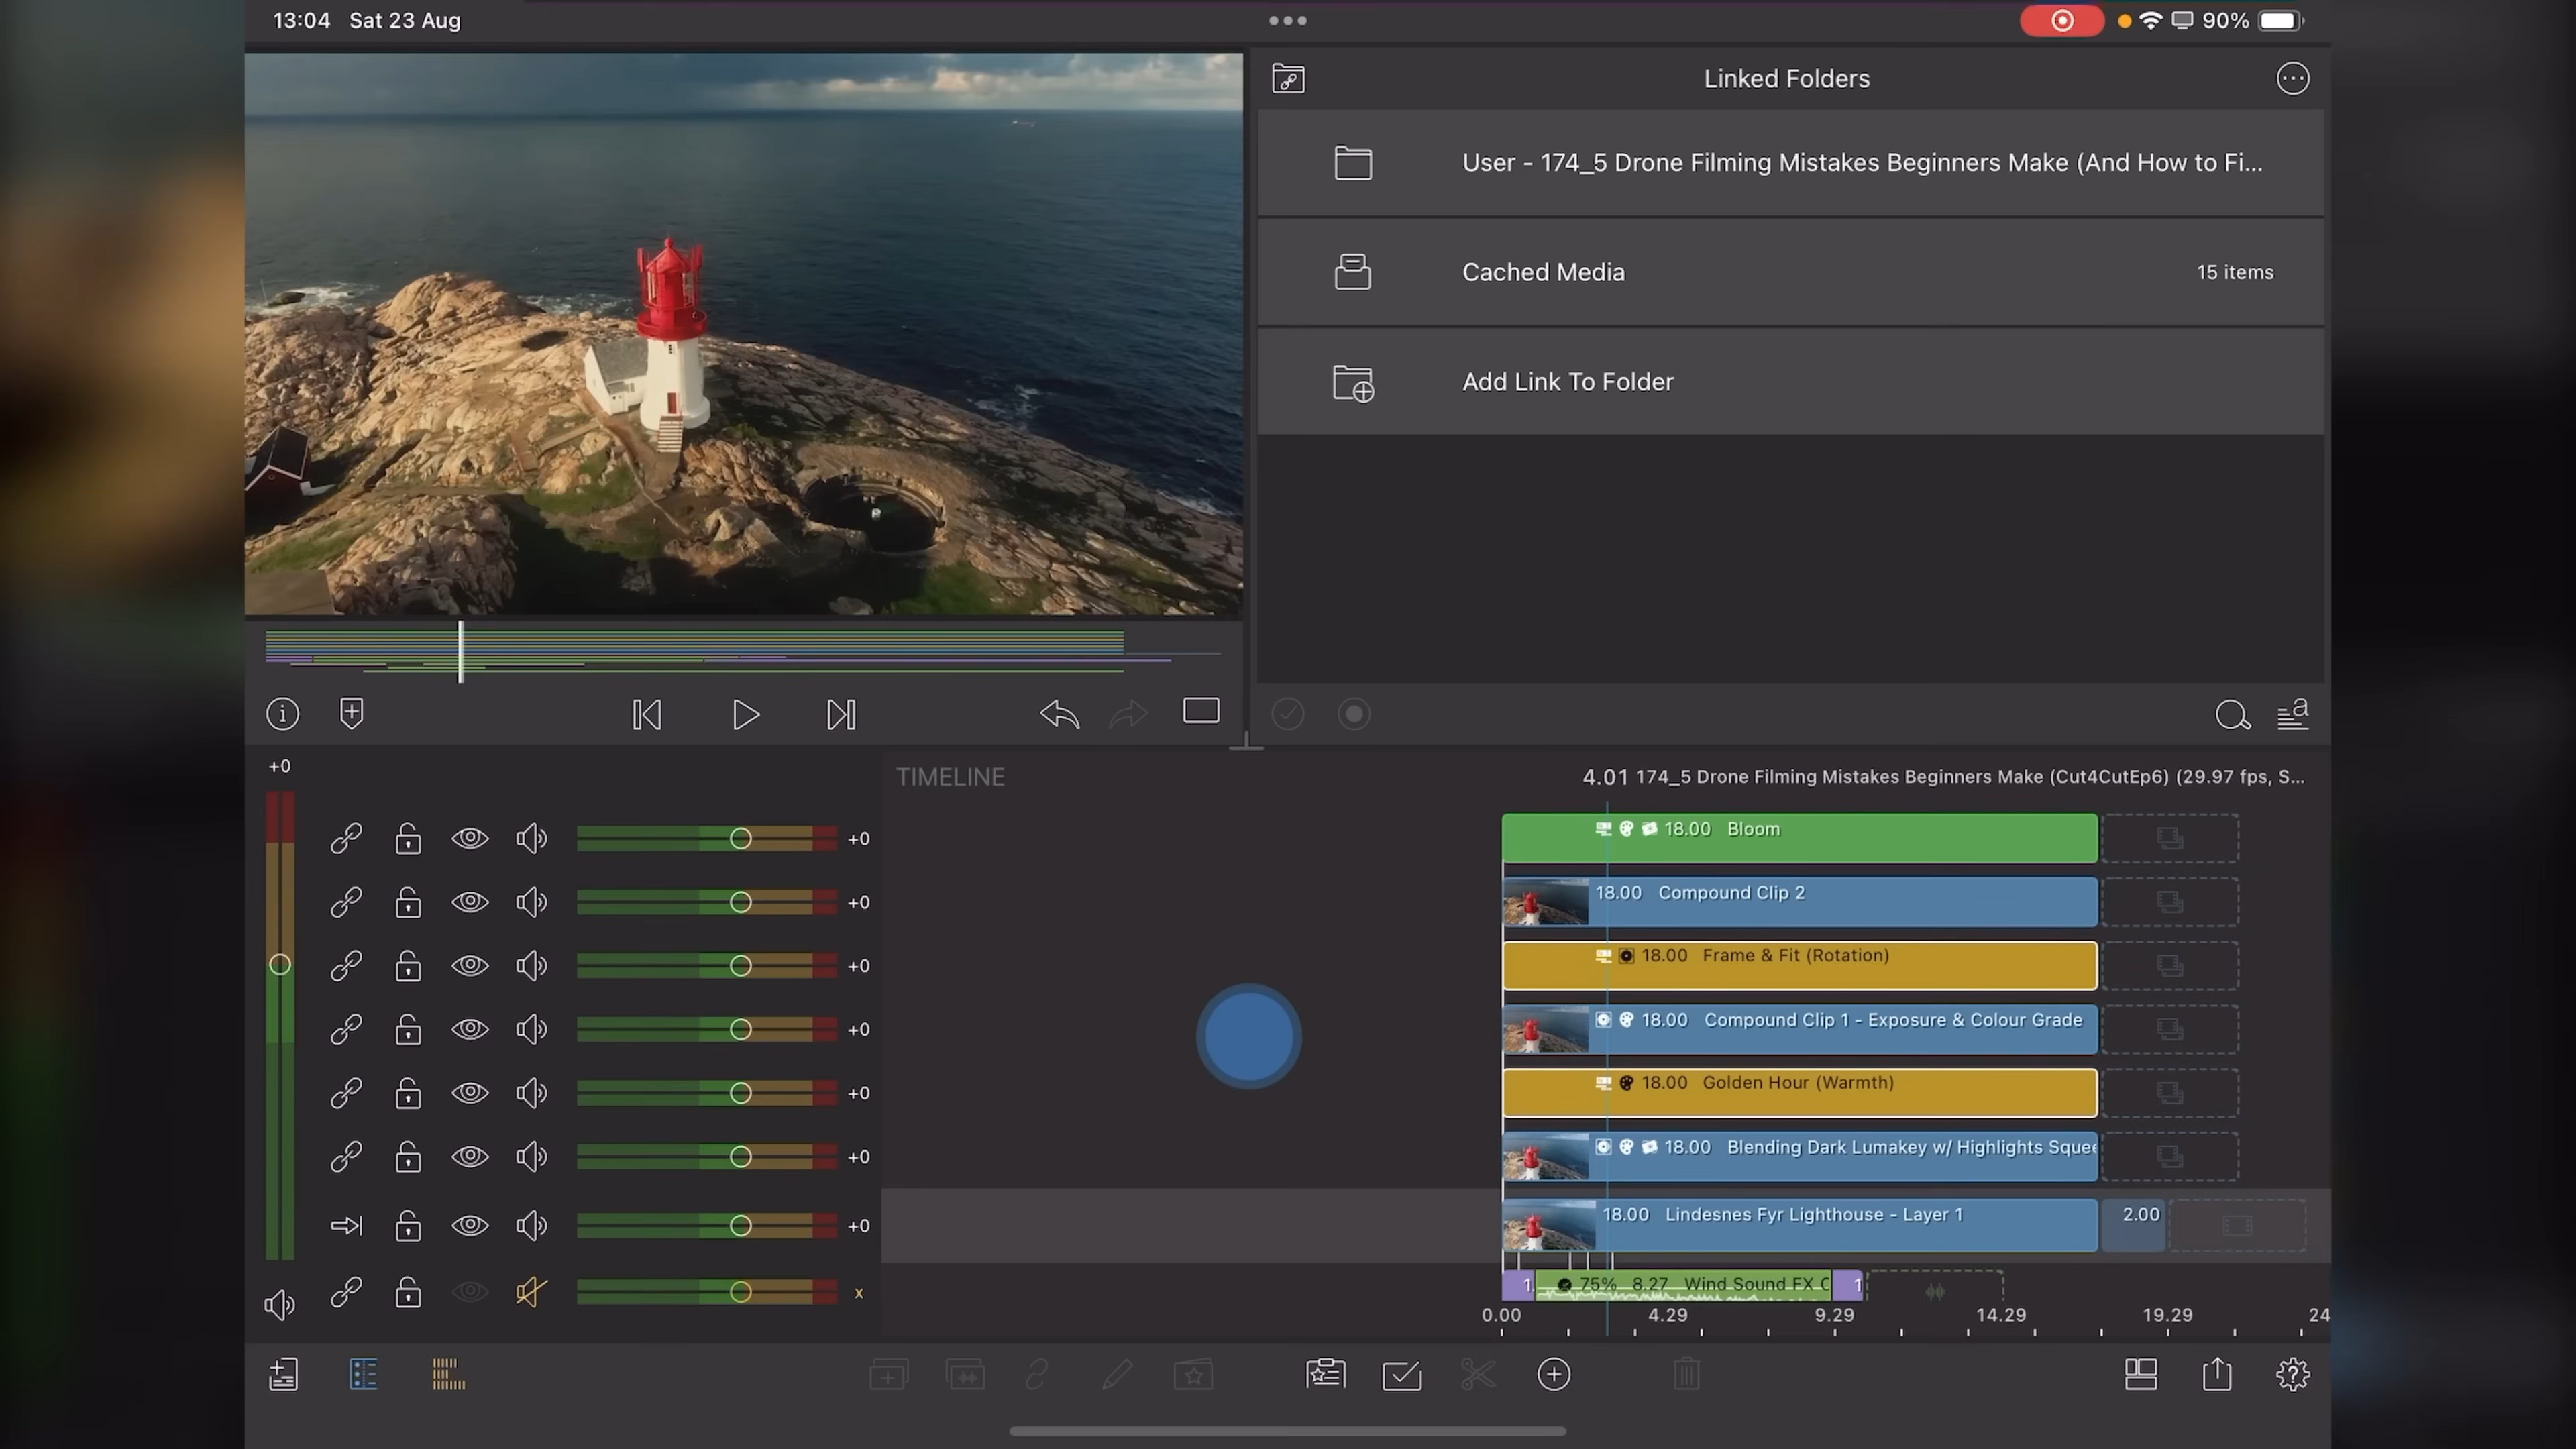 13:04 Sat 23 Aug
90%
Linked Folders
User - 174_5 Drone Filming Mistakes Beginners Make (And How to Fi...
Cached Media
15 items
Add Link To Folder
a
+0
TIMELINE
4.01 174_5 Drone Filming Mistakes Beginners Make (Cut4CutEp6) (29.97 fps, S...
+0
18.00 Bloom
+0
18.00 Compound Clip 2
+0
18.00 Frame & Fit (Rotation)
+0
18.00 Compound Clip 1 - Exposure & Colour Grade
+0
18.00 Golden Hour (Warmth)
+0
18.00 Blending Dark Lumakey w/ Highlights Squee
+0
18.00 Lindesnes Fyr Lighthouse - Layer 1
2.00
x
1. 75% 8.27 Wind Sound FX C 1
0.00 4.29 9.29 14.29 19.29 24